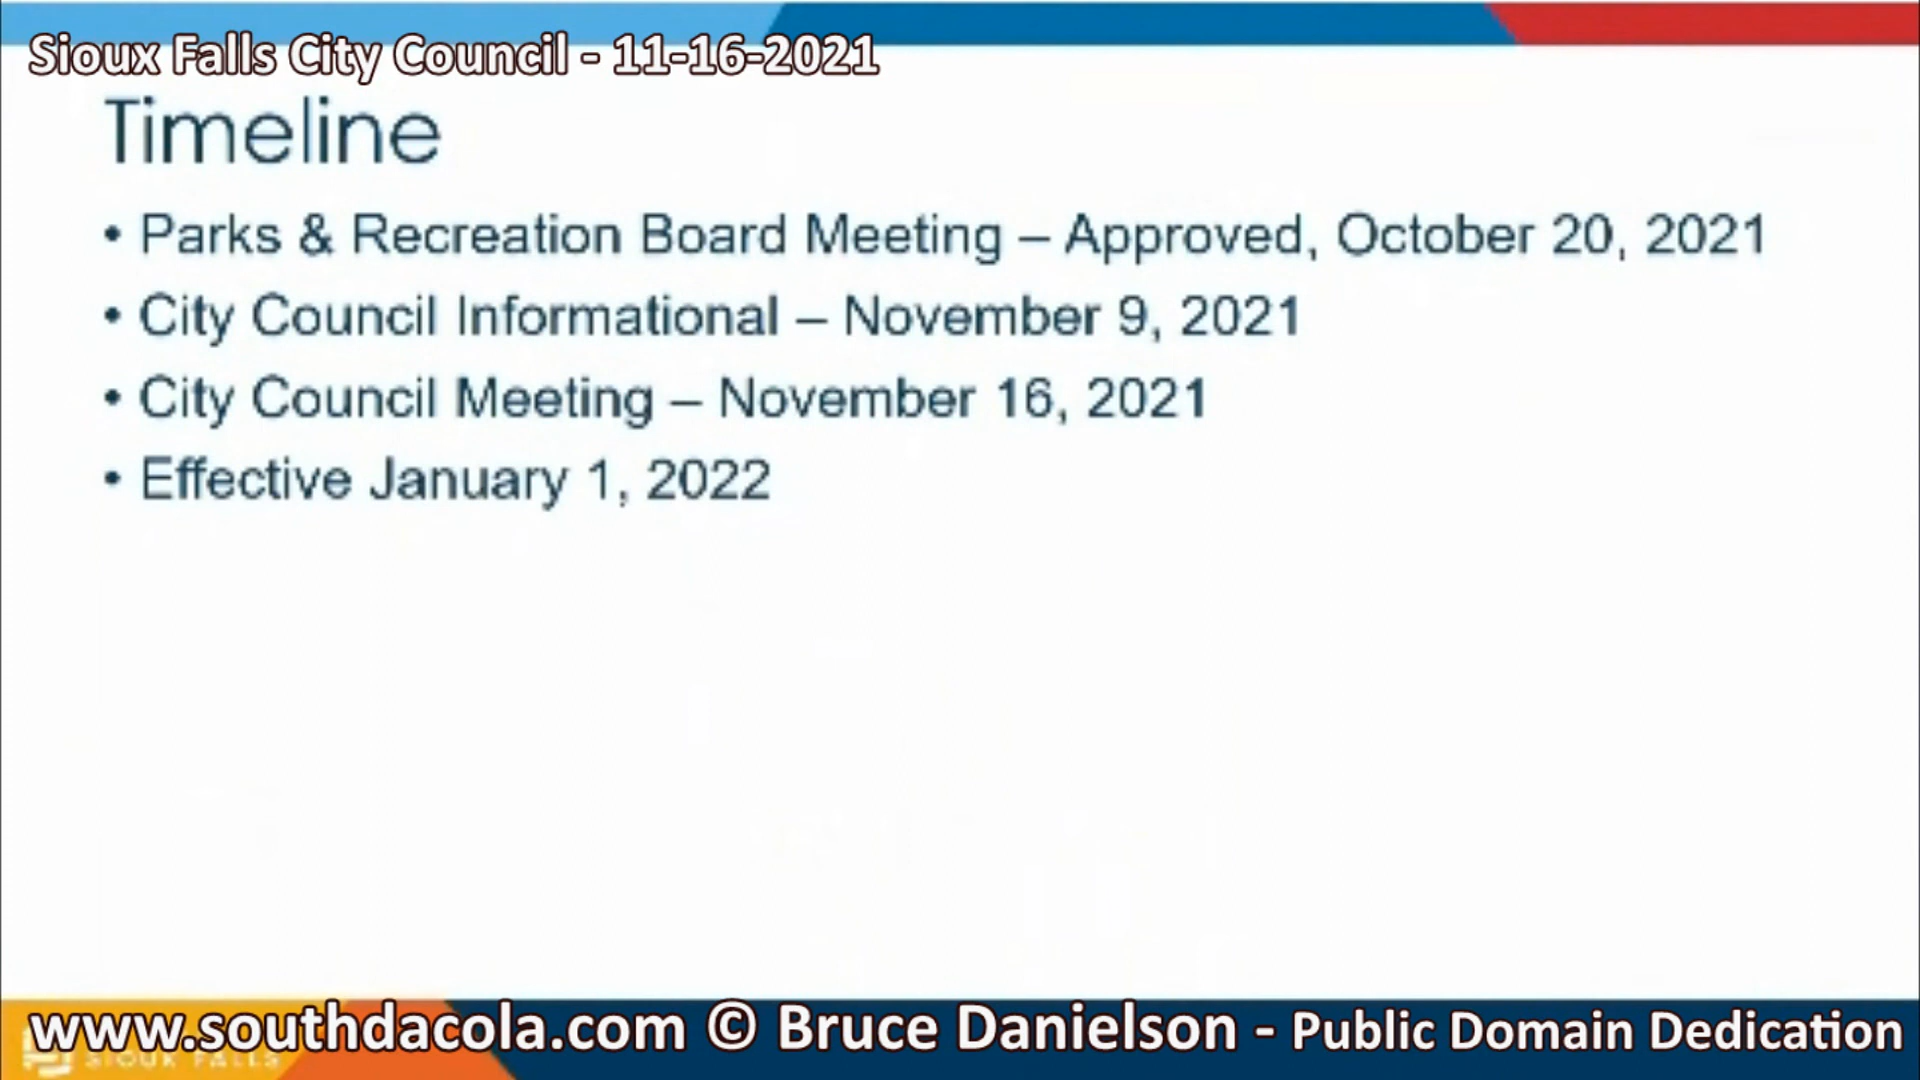 Sioux Falls City Council - 11-16-2021
Timeline
• Parks & Recreation Board Meeting – Approved, October 20, 2021
• City Council Informational – November 9, 2021
• City Council Meeting – November 16, 2021
• Effective January 1, 2022
www.southdacola.com © Bruce Danielson - Public Domain Dedication
SIOUX FALLS